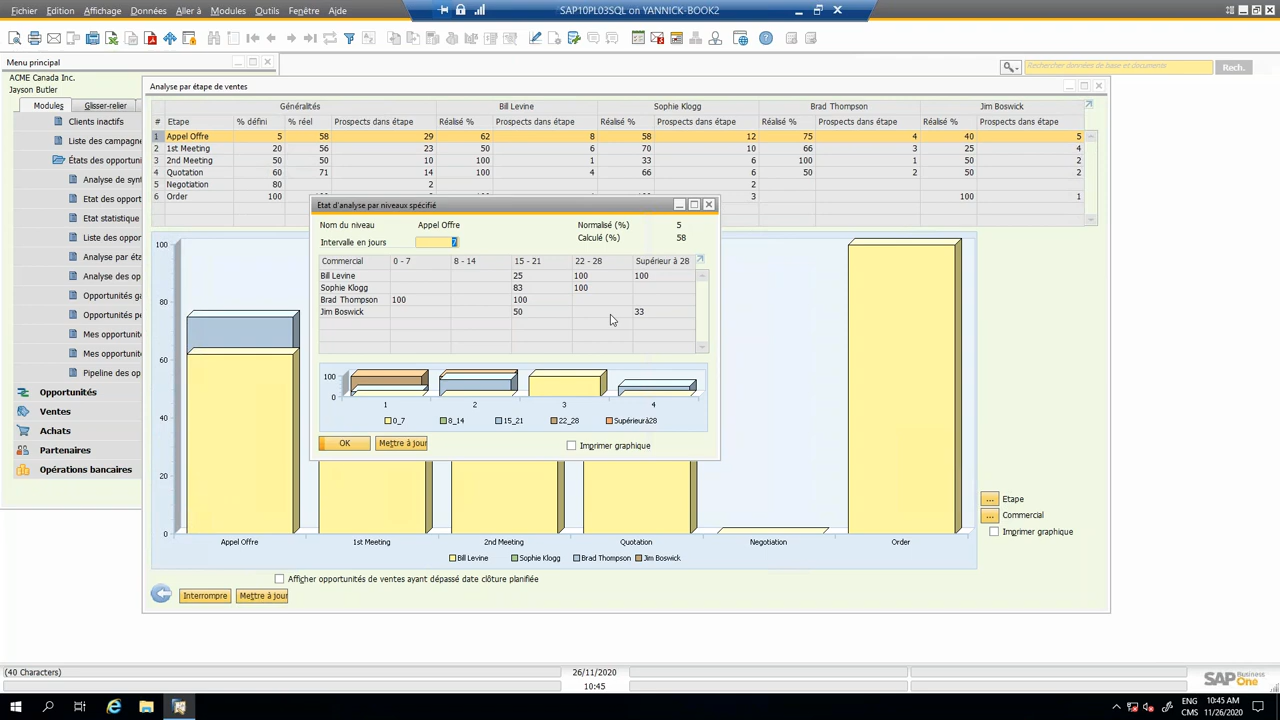 Fichier Edition Affichage Données Aller à Modules Outils Fenêtre Aide
SAP10PL03SQL on YANNICK-BOOK2
Menu principal
ACME Canada Inc.
Jayson Butler
Rechercher données de base et documents Rech.
Modules Glisser-relier
Clients inactifs
Liste des campagne
États des opportuni
Analyse de syn
Etat des oppor
Etat statistique
Liste des oppor
Analyse par éta
Analyse des op
Opportunités ga
Opportunités pe
Mes opportunit
Mes opportunit
Pipeline des op
Opportunités
Ventes
Achats
Partenaires
Opérations bancaires
Analyse par étape de ventes
Généralités Bill Levine Sophie Klogg Brad Thompson Jim Boswick
# Etape % défini % réel Prospects dans étape Réalisé % Prospects dans étape Réalisé % Prospects dans étape Réalisé % Prospects dans étape Réalisé % Prospects dans étape
1 Appel Offre 5 58 29 62 8 58 12 75 4 40 5
2 1st Meeting 20 56 23 50 6 70 10 66 3 25 4
3 2nd Meeting 50 50 10 100 1 33 6 100 1 50 2
4 Quotation 60 71 14 100 4 66 6 50 2 50 2
5 Negotiation 80 2 2
6 Order 100 3 100 1
Etat d'analyse par niveaux spécifié
Nom du niveau Appel Offre Normalisé (%) 5
Intervalle en jours 7 Calculé (%) 58
Commercial 0 - 7 8 - 14 15 - 21 22 - 28 Supérieur à 28
Bill Levine 25 100 100
Sophie Klogg 83 100
Brad Thompson 100 100
Jim Boswick 50 33
100
0
1 2 3 4
0_7 8_14 15_21 22_28 Supérieurà28
OK Mettre à jour Imprimer graphique
100
80
60
40
20
0
Appel Offre 1st Meeting 2nd Meeting Quotation Negotiation Order
Bill Levine Sophie Klogg Brad Thompson Jim Boswick
... Etape
... Commercial
Imprimer graphique
Afficher opportunités de ventes ayant dépassé date clôture planifiée
Interrompre Mettre à jour
(40 Characters) 26/11/2020
10:45
SAP Business One
ENG 10:45 AM
CMS 11/26/2020